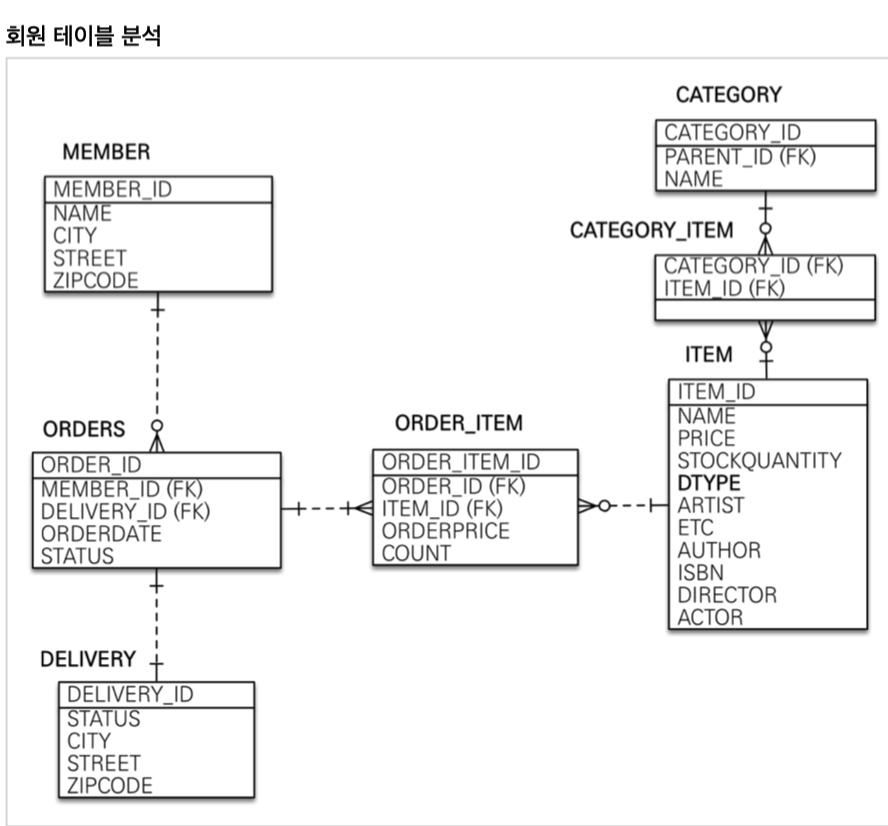 회원 테이블 분석
MEMBER
MEMBER_ID
NAME
CITY
STREET
ZIPCODE
ORDERS
ORDER_ID
MEMBER_ID (FK)
DELIVERY_ID (FK)
ORDERDATE
STATUS
DELIVERY
DELIVERY_ID
STATUS
CITY
STREET
ZIPCODE
ORDER_ITEM
ORDER_ITEM_ID
ORDER_ID (FK)
ITEM_ID (FK)
ORDERPRICE
COUNT
CATEGORY
CATEGORY_ID
PARENT_ID (FK)
NAME
CATEGORY_ITEM
CATEGORY_ID (FK)
ITEM_ID (FK)
ITEM
ITEM_ID
NAME
PRICE
STOCKQUANTITY
DTYPE
ARTIST
ETC
AUTHOR
ISBN
DIRECTOR
ACTOR